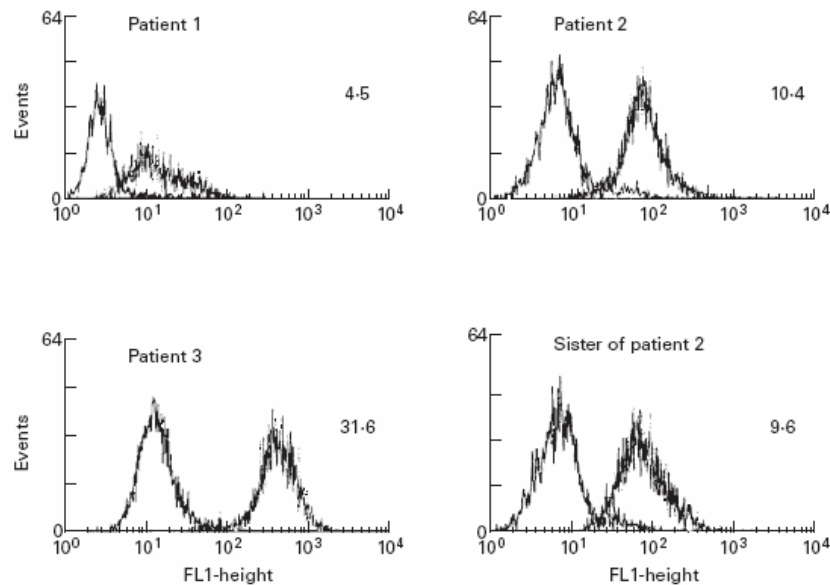 64
Patient 1
4·5
Events
0
10⁰ 10¹ 10² 10³ 10⁴
64
Patient 2
10·4
0
10⁰ 10¹ 10² 10³ 10⁴
64
Patient 3
31·6
Events
0
10⁰ 10¹ 10² 10³ 10⁴
FL1-height
64
Sister of patient 2
9·6
0
10⁰ 10¹ 10² 10³ 10⁴
FL1-height